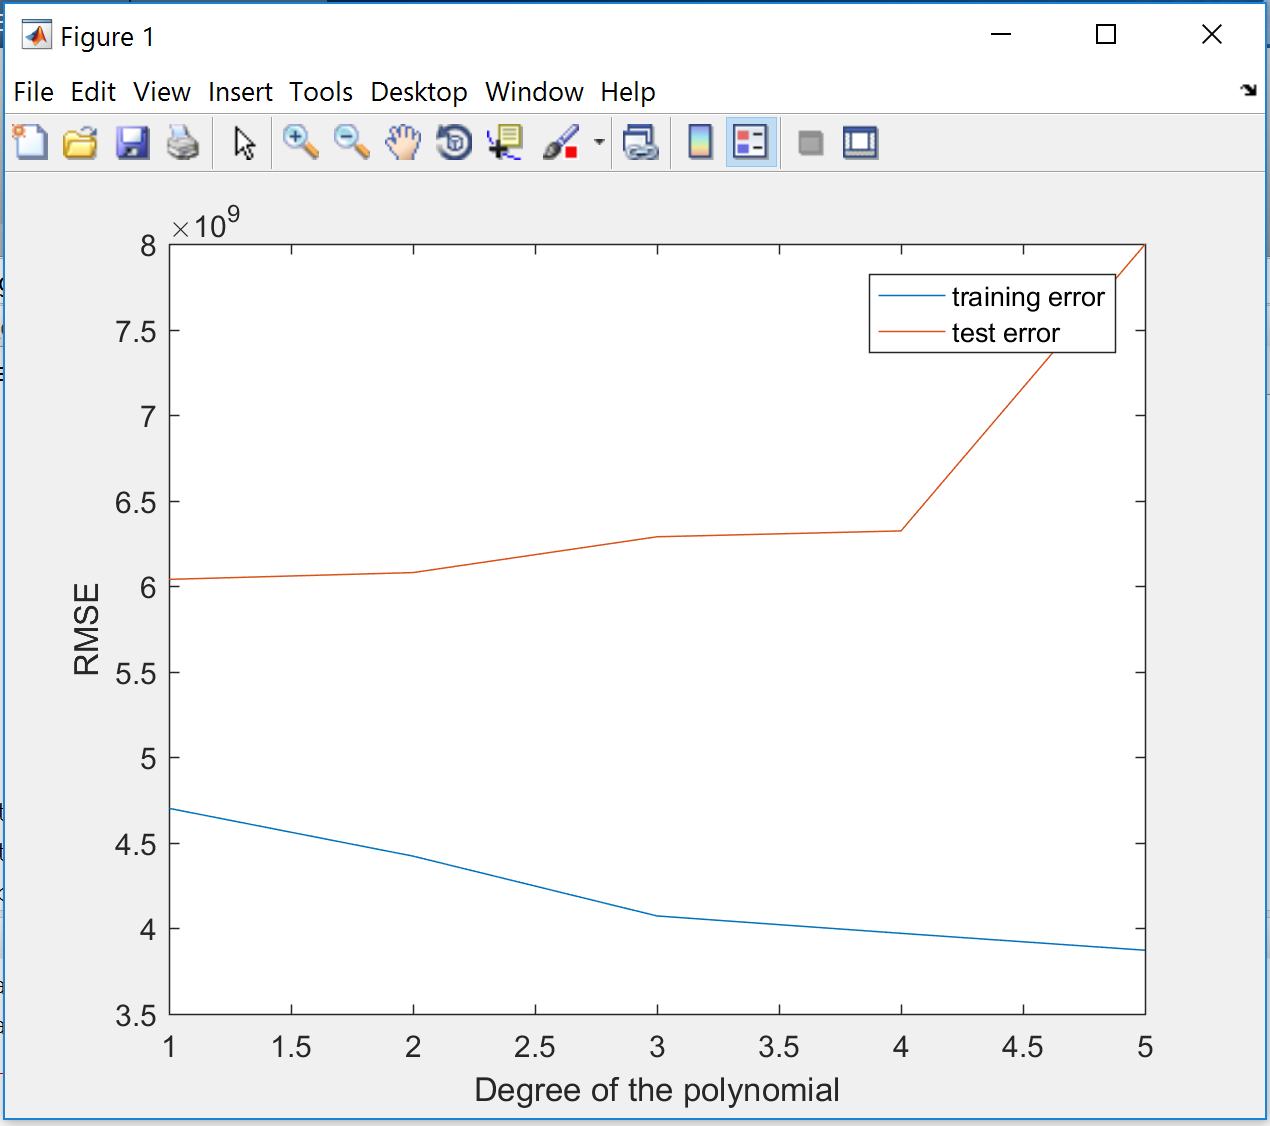 Figure 1
File Edit View Insert Tools Desktop Window Help
×10^9
8
7.5
7
6.5
6
5.5
5
4.5
4
3.5
RMSE
training error
test error
1 1.5 2 2.5 3 3.5 4 4.5 5
Degree of the polynomial